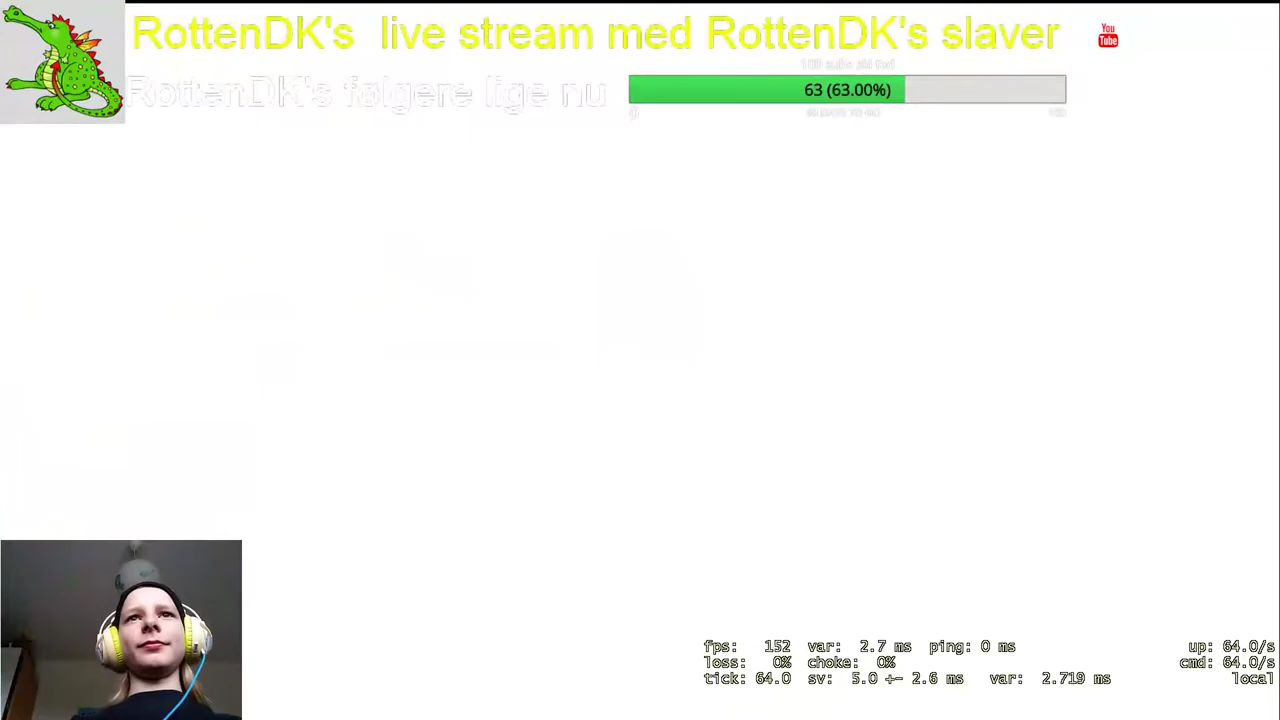 RottenDK's live stream med RottenDK's slaver
You
Tube
RottenDK's følgere lige nu
63 (63.00%)
0
100
fps: 152 var: 2.7 ms ping: 0 ms up: 64.0/s
loss: 0% choke: 0% cmd: 64.0/s
tick: 64.0 sv: 5.0 +- 2.6 ms var: 2.719 ms local